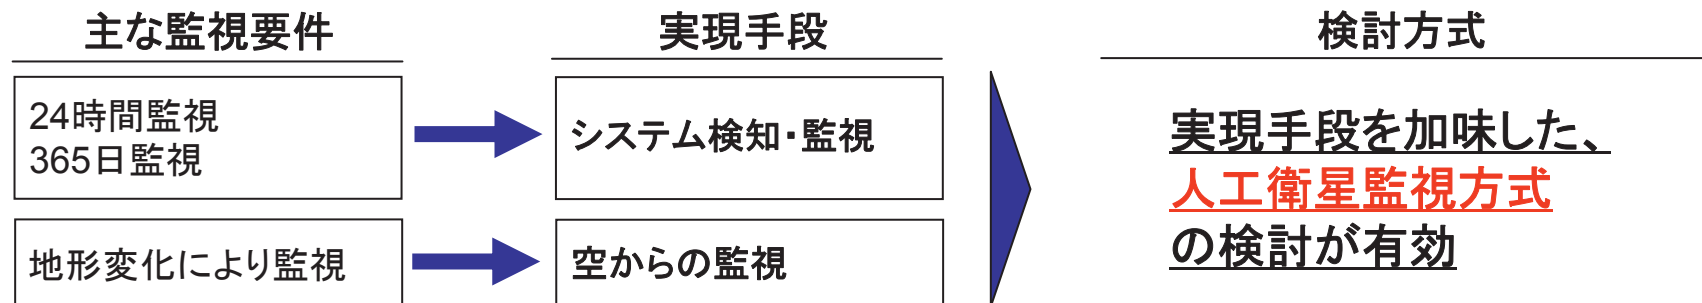 主な監視要件
実現手段
検討方式
24時間監視
365日監視
システム検知・監視
地形変化により監視
空からの監視
実現手段を加味した、
人工衛星監視方式
の検討が有効